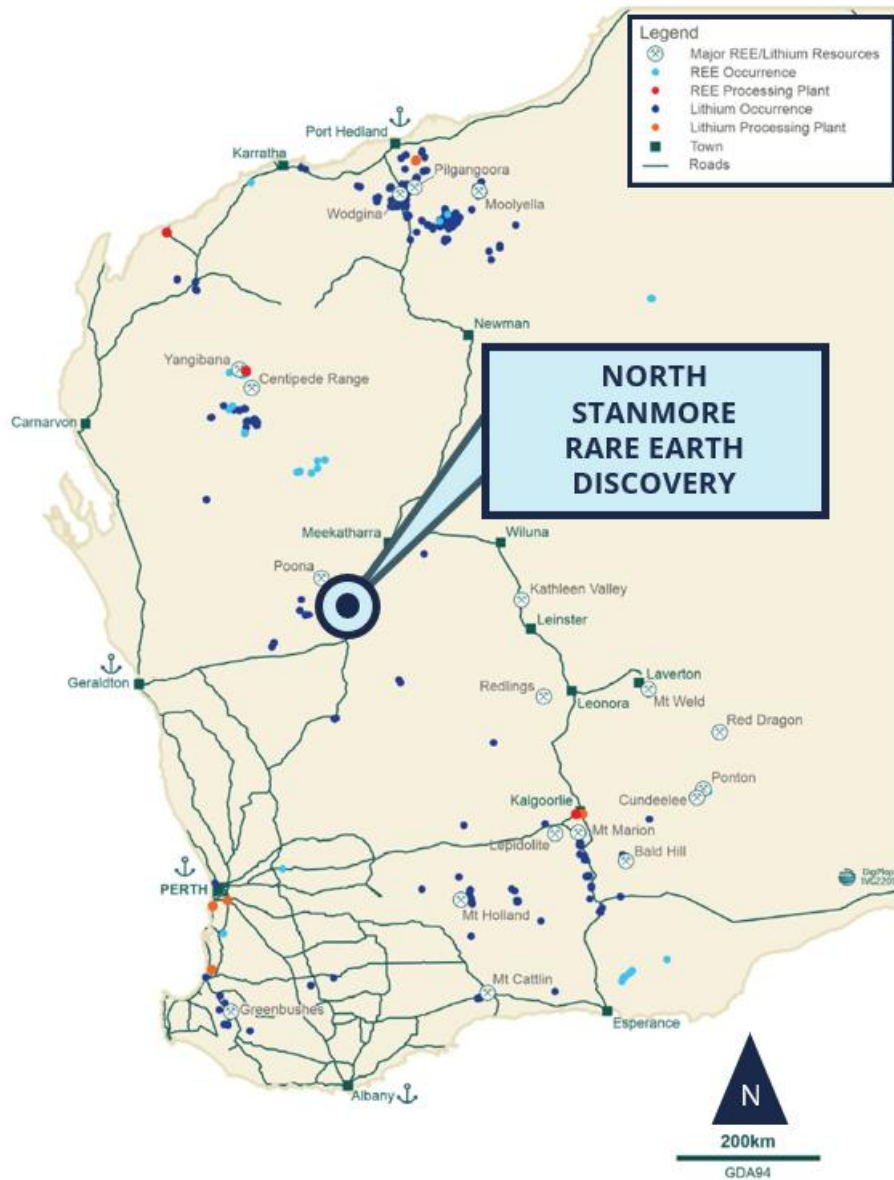 Legend
Major REE/Lithium Resources
REE Occurrence
REE Processing Plant
Lithium Occurrence
Lithium Processing Plant
Town
Roads
Port Hedland
Karratha
Pilgangoora
Wodgina
Moolyella
Newman
Yangibana
Centipede Range
NORTH
STANMORE
RARE EARTH
DISCOVERY
Carnarvon
Meekatharra
Wiluna
Poona
Kathleen Valley
Leinster
Geraldton
Redlings
Laverton
Leonora
Mt Weld
Red Dragon
Ponton
Cundeelee
Kalgoorlie
Mt Marion
Lepidolite
Bald Hill
PERTH
Mt Holland
Mt Cattlin
Greenbushes
Esperance
Albany
N
200km
GDA94